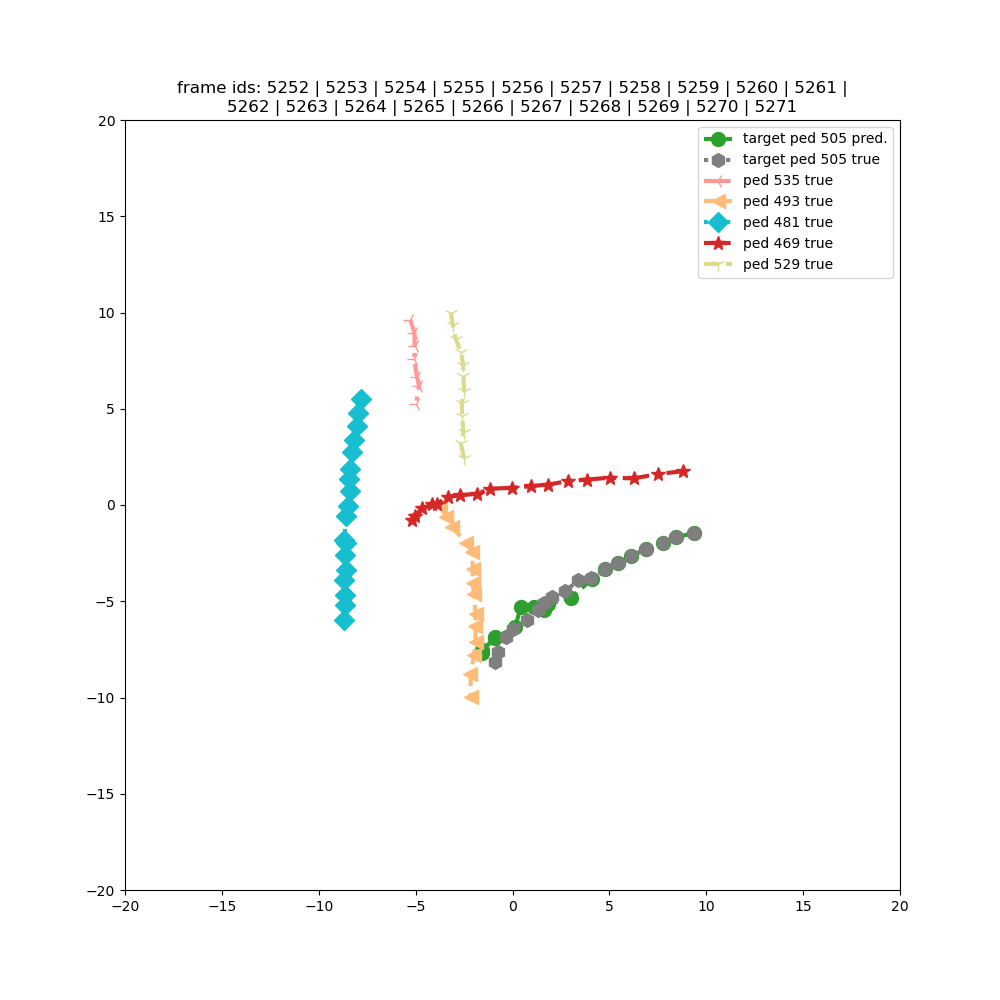 frame ids: 5252 | 5253 | 5254 | 5255 | 5256 | 5257 | 5258 | 5259 | 5260 | 5261 |
5262 | 5263 | 5264 | 5265 | 5266 | 5267 | 5268 | 5269 | 5270 | 5271
target ped 505 pred.
target ped 505 true
ped 535 true
ped 493 true
ped 481 true
ped 469 true
ped 529 true
20
15
10
5
0
−5
−10
−15
−20
−20 −15 −10 −5 0 5 10 15 20